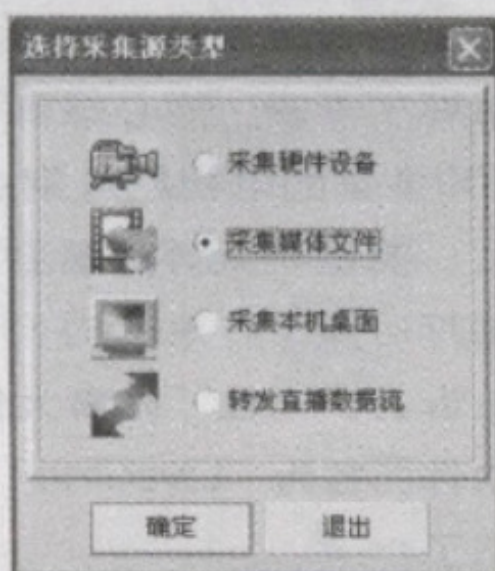 选择采集源类型
采集硬件设备
采集媒体文件
采集本机桌面
转发直播数据流
确定 退出